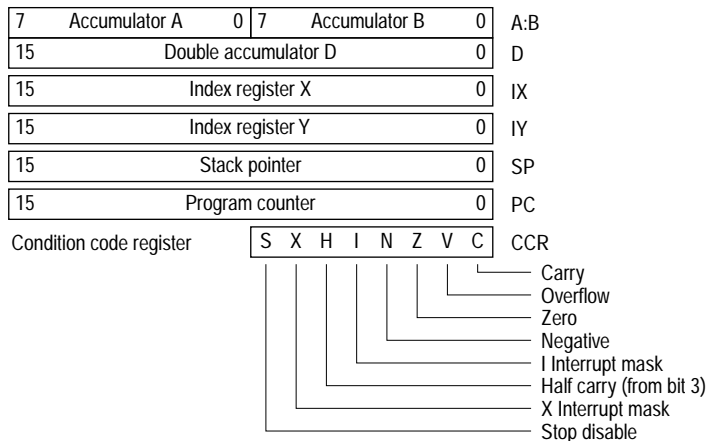 7 Accumulator A 0 7 Accumulator B 0 A:B
15 Double accumulator D 0 D
15 Index register X 0 IX
15 Index register Y 0 IY
15 Stack pointer 0 SP
15 Program counter 0 PC
Condition code register S X H I N Z V C CCR
Carry
Overflow
Zero
Negative
I Interrupt mask
Half carry (from bit 3)
X Interrupt mask
Stop disable